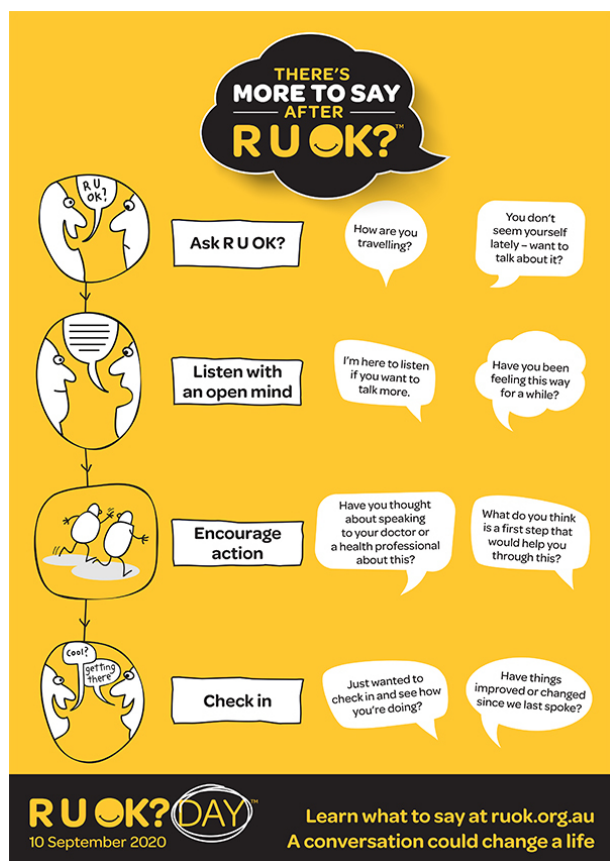 THERE'S
MORE TO SAY
AFTER
R U OK?™
R U
OK?
Ask R U OK?
How are you
travelling?
You don't
seem yourself
lately – want to
talk about it?
Listen with
an open mind
I'm here to listen
if you want to
talk more.
Have you been
feeling this way
for a while?
Encourage
action
Have you thought
about speaking
to your doctor or
a health professional
about this?
What do you think
is a first step that
would help you
through this?
Cool?
getting
there
Check in
Just wanted to
check in and see how
you're doing?
Have things
improved or changed
since we last spoke?
R U OK? DAY™
10 September 2020
Learn what to say at ruok.org.au
A conversation could change a life